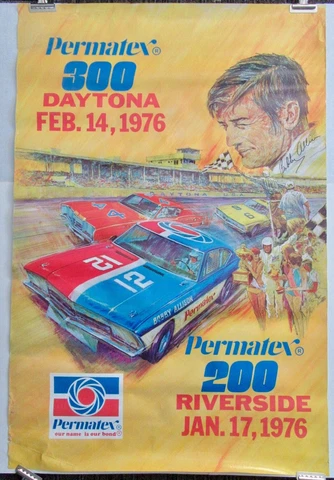 Permatex®
300
DAYTONA
FEB. 14, 1976
12
12
BOBBY ALLISON
Permatex
Permatex®
200
RIVERSIDE
JAN. 17, 1976
Permatex®
our name is our bond